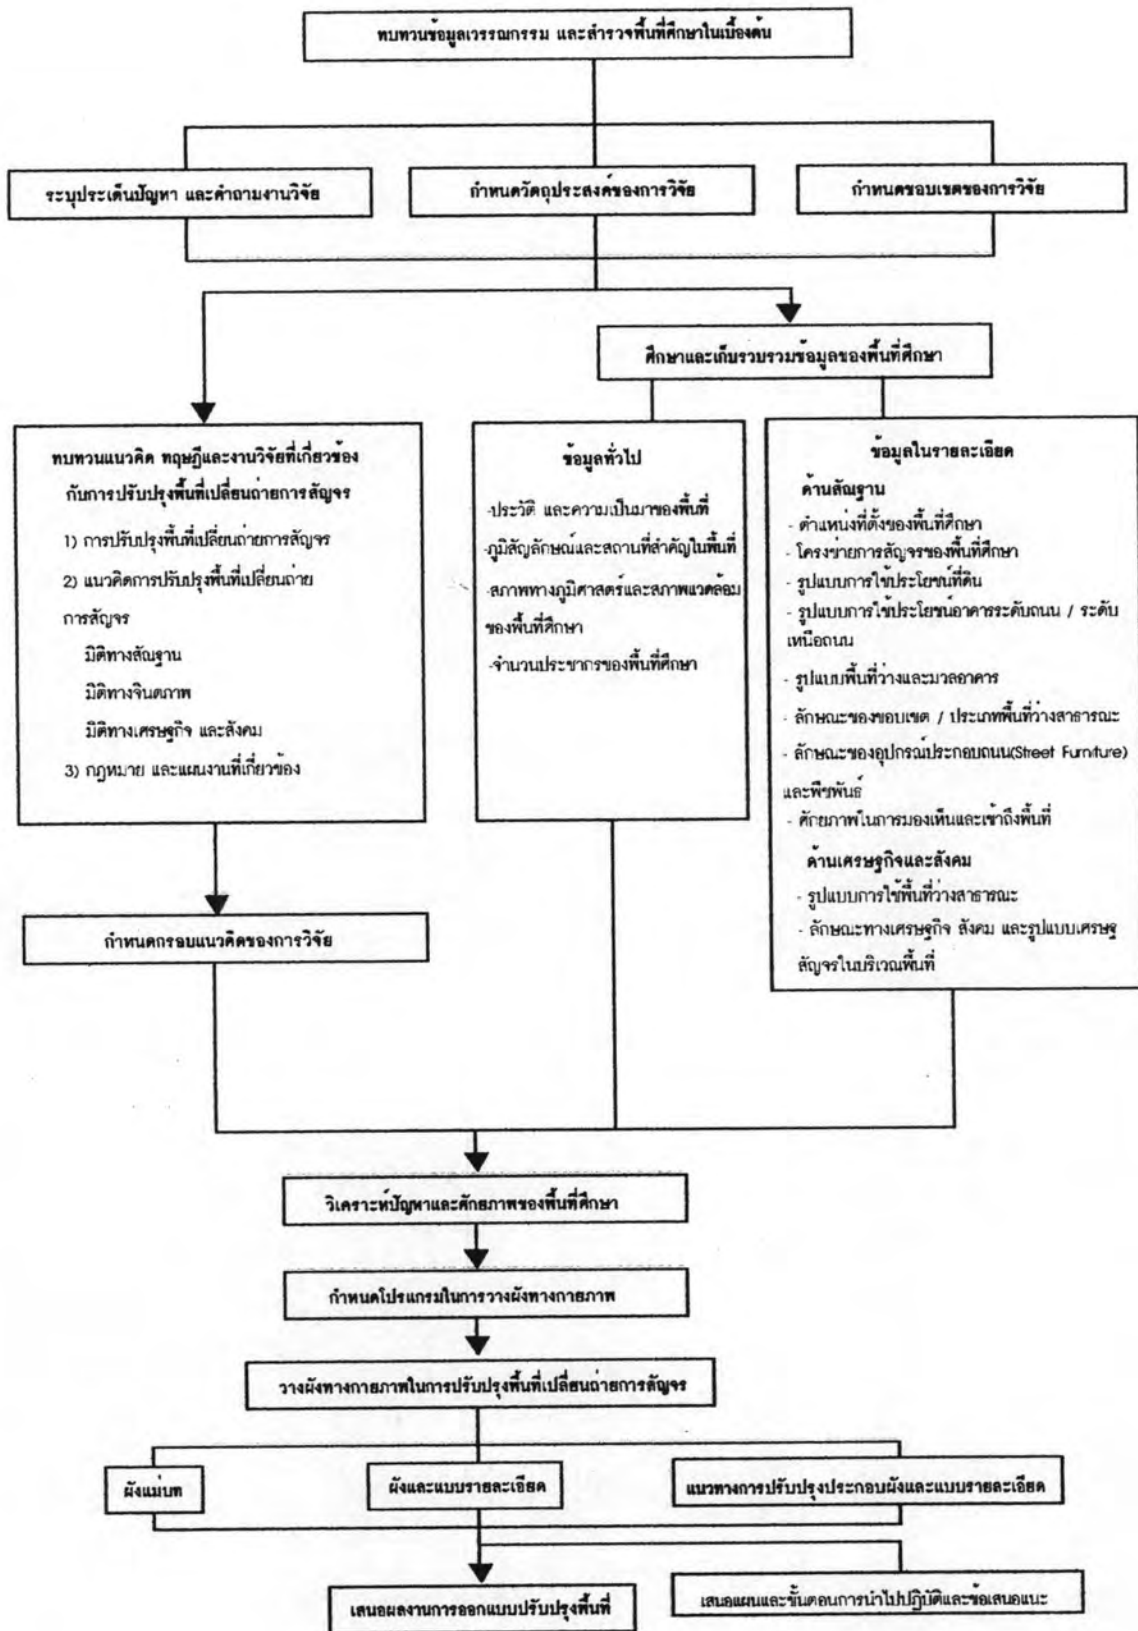 ทบทวนข้อมูลเวรรณกรรม และสำรวจพื้นที่ศึกษาในเบื้องต้น
ระบุประเด็นปัญหา และคำถามงานวิจัย
กำหนดวัตถุประสงค์ของการวิจัย
กำหนดขอบเขตของการวิจัย
ศึกษาและเก็บรวบรวมข้อมูลของพื้นที่ศึกษา
ทบทวนแนวคิด ทฤษฎีและงานวิจัยที่เกี่ยวข้อง
กับการปรับปรุงพื้นที่เปลี่ยนถ่ายการสัญจร
1) การปรับปรุงพื้นที่เปลี่ยนถ่ายการสัญจร
2) แนวคิดการปรับปรุงพื้นที่เปลี่ยนถ่าย
การสัญจร
มิติทางสัณฐาน
มิติทางจินตภาพ
มิติทางเศรษฐกิจ และสังคม
3) กฎหมาย และแผนงานที่เกี่ยวข้อง
ข้อมูลทั่วไป
-ประวัติ และความเป็นมาของพื้นที่
-ภูมิสัญลักษณ์และสถานที่สำคัญในพื้นที่
-สภาพทางภูมิศาสตร์และสภาพแวดล้อม
ของพื้นที่ศึกษา
-จำนวนประชากรของพื้นที่ศึกษา
ข้อมูลในรายละเอียด
ด้านสัณฐาน
- ตำแหน่งที่ตั้งของพื้นที่ศึกษา
- โครงข่ายการสัญจรของพื้นที่ศึกษา
- รูปแบบการใช้ประโยชน์ที่ดิน
- รูปแบบการใช้ประโยชน์อาคารระดับถนน / ระดับ
เหนือถนน
- รูปแบบพื้นที่ว่างและมวลอาคาร
- ลักษณะของขอบเขต / ประเภทพื้นที่ว่างสาธารณะ
- ลักษณะของอุปกรณ์ประกอบถนน(Street Furniture)
และพืชพันธ์
- ศักยภาพในการมองเห็นและเข้าถึงพื้นที่
ด้านเศรษฐกิจและสังคม
- รูปแบบการใช้พื้นที่ว่างสาธารณะ
- ลักษณะทางเศรษฐกิจ สังคม และรูปแบบเศรษฐ
สัญจรในบริเวณพื้นที่
กำหนดกรอบแนวคิดของการวิจัย
วิเคราะห์ปัญหาและศักยภาพของพื้นที่ศึกษา
กำหนดโปรแกรมในการวางผังทางกายภาพ
วางผังทางกายภาพในการปรับปรุงพื้นที่เปลี่ยนถ่ายการสัญจร
ผังแม่บท
ผังและแบบรายละเอียด
แนวทางการปรับปรุงประกอบผังและแบบรายละเอียด
เสนอผลงานการออกแบบปรับปรุงพื้นที่
เสนอแผนและขั้นตอนการนำไปปฏิบัติและข้อเสนอแนะ